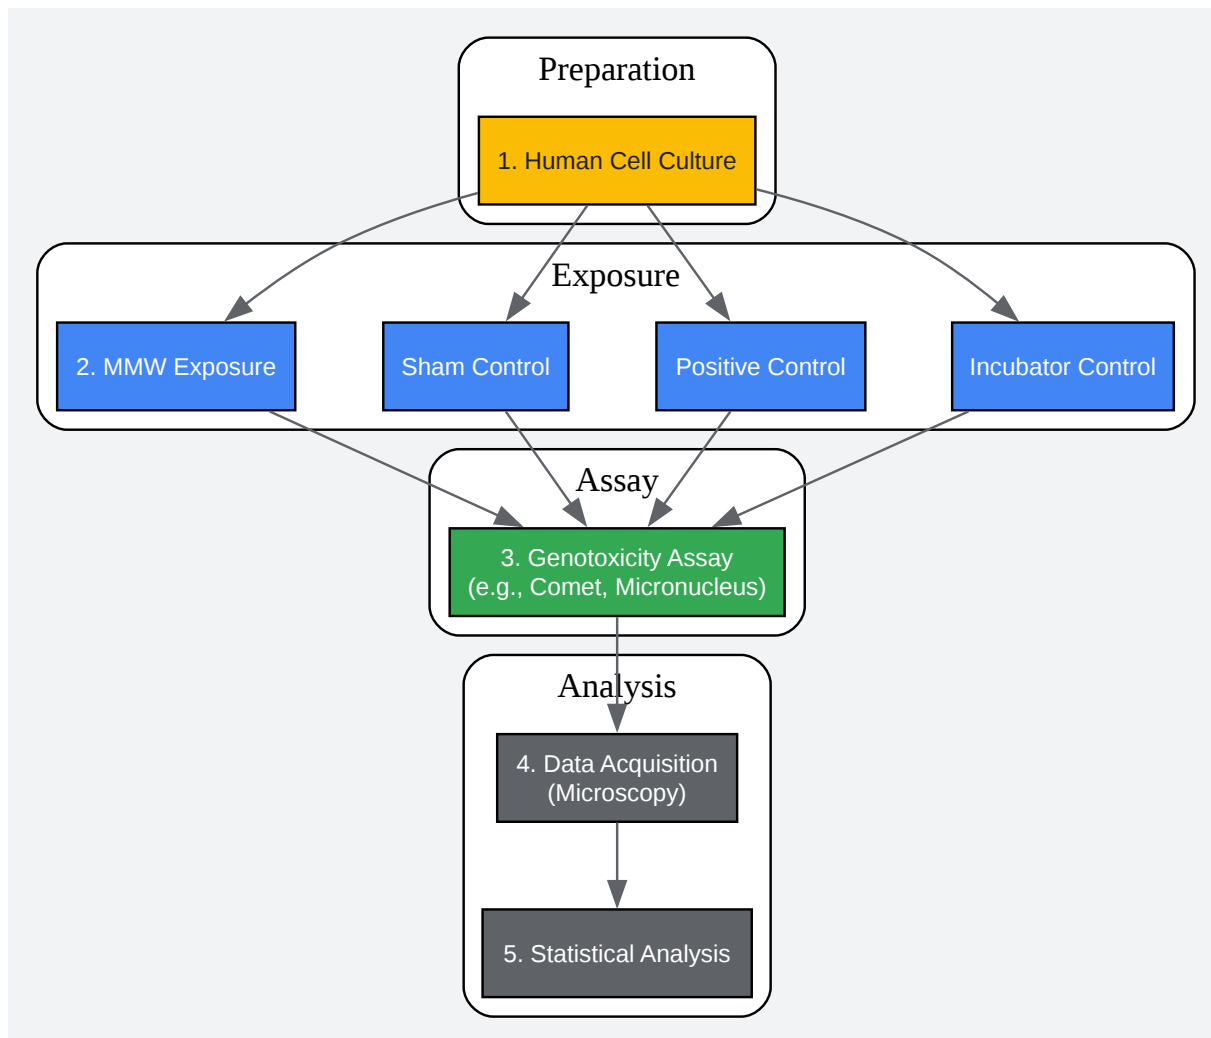 Preparation
1. Human Cell Culture
Exposure
2. MMW Exposure
Sham Control
Positive Control
Incubator Control
Assay
3. Genotoxicity Assay
(e.g., Comet, Micronucleus)
Analysis
4. Data Acquisition
(Microscopy)
5. Statistical Analysis